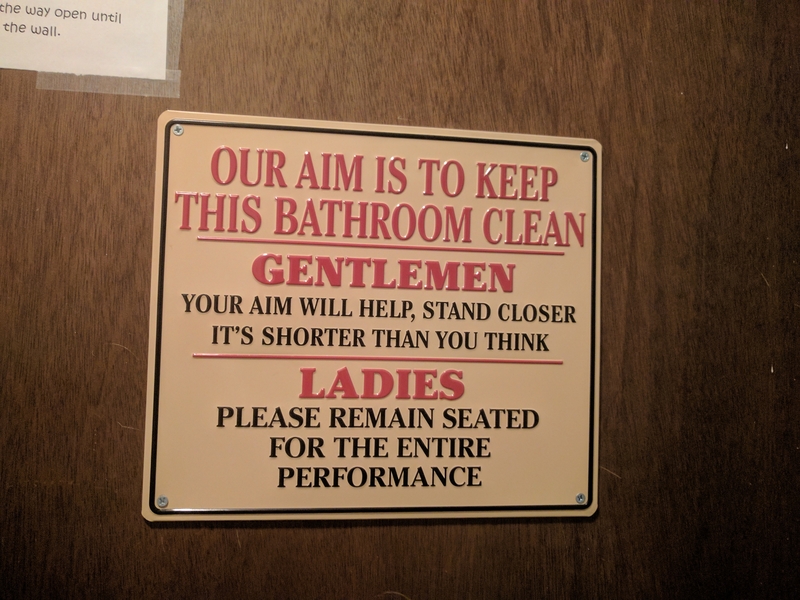 the way open until
the wall.
OUR AIM IS TO KEEP
THIS BATHROOM CLEAN
GENTLEMEN
YOUR AIM WILL HELP, STAND CLOSER
IT'S SHORTER THAN YOU THINK
LADIES
PLEASE REMAIN SEATED
FOR THE ENTIRE
PERFORMANCE